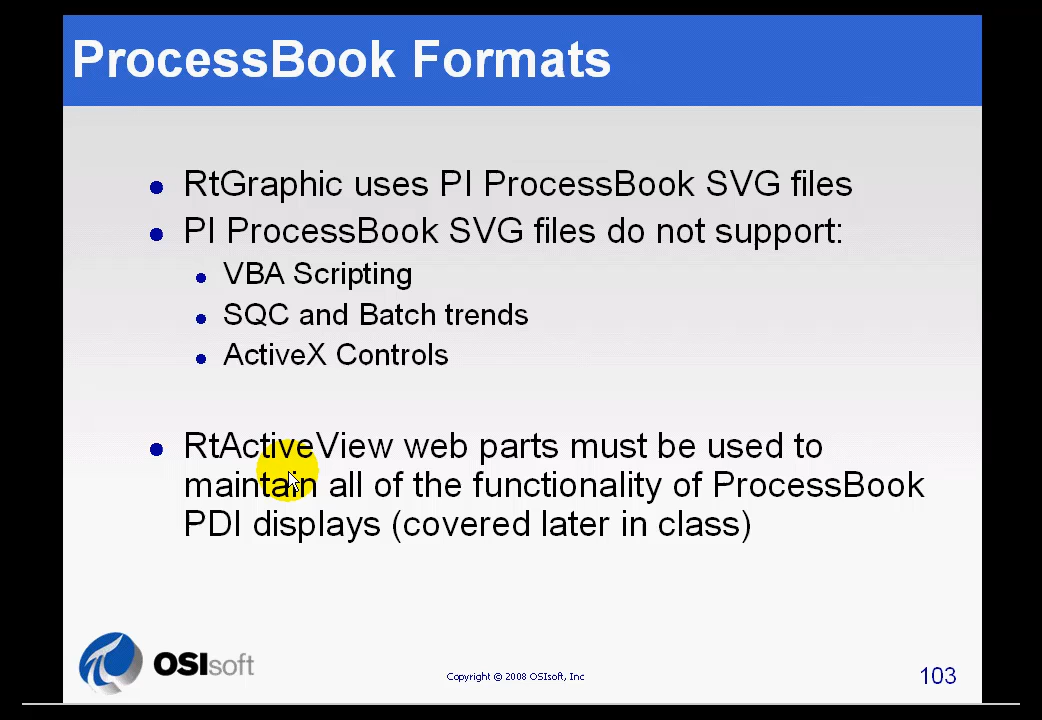 ProcessBook Formats
RtGraphic uses PI ProcessBook SVG files
PI ProcessBook SVG files do not support:
VBA Scripting
SQC and Batch trends
ActiveX Controls
RtActiveView web parts must be used to
maintain all of the functionality of ProcessBook
PDI displays (covered later in class)
OSIsoft
Copyright © 2008 OSIsoft, Inc
103